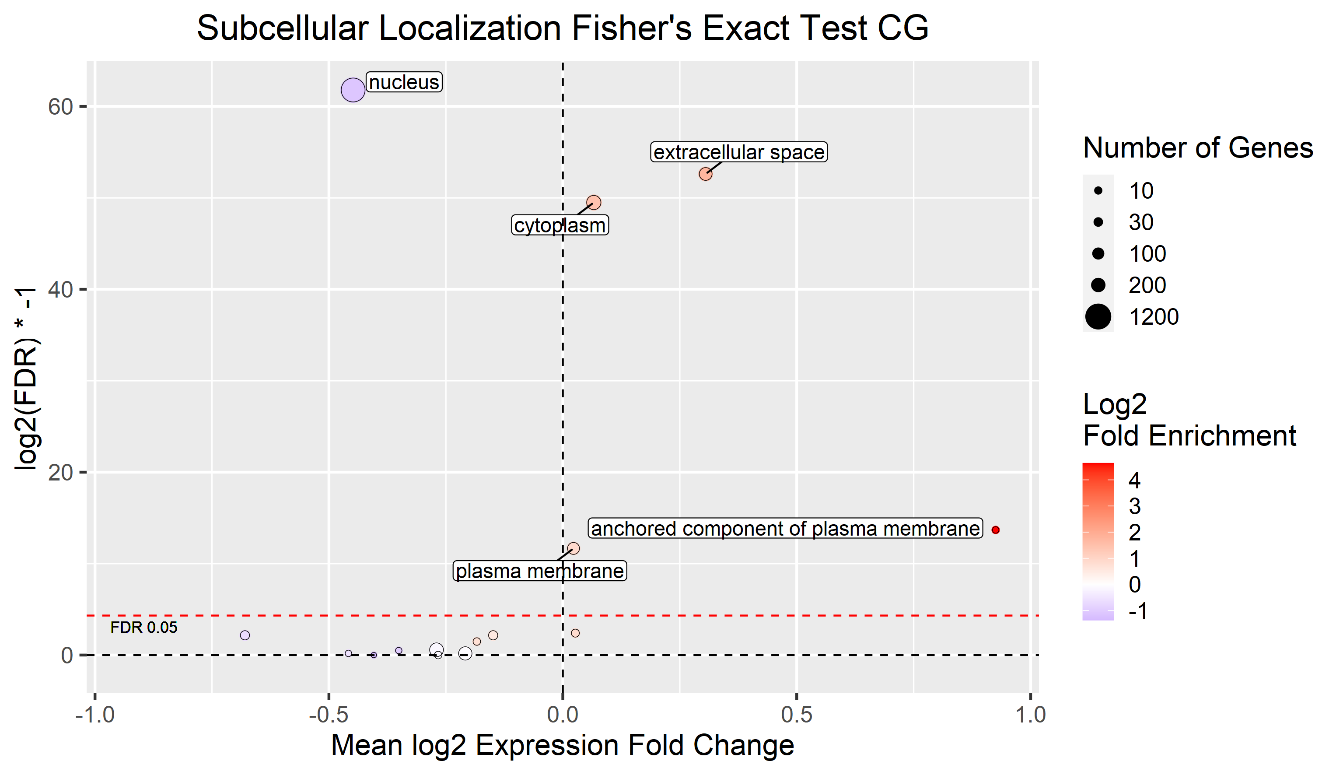 Subcellular Localization Fisher's Exact Test CG
log2(FDR) * -1
60
40
20
0
nucleus
extracellular space
cytoplasm
anchored component of plasma membrane
plasma membrane
FDR 0.05
-1.0
-0.5
0.0
0.5
1.0
Mean log2 Expression Fold Change
Number of Genes
10
30
100
200
1200
Log2
Fold Enrichment
4
3
2
1
0
-1